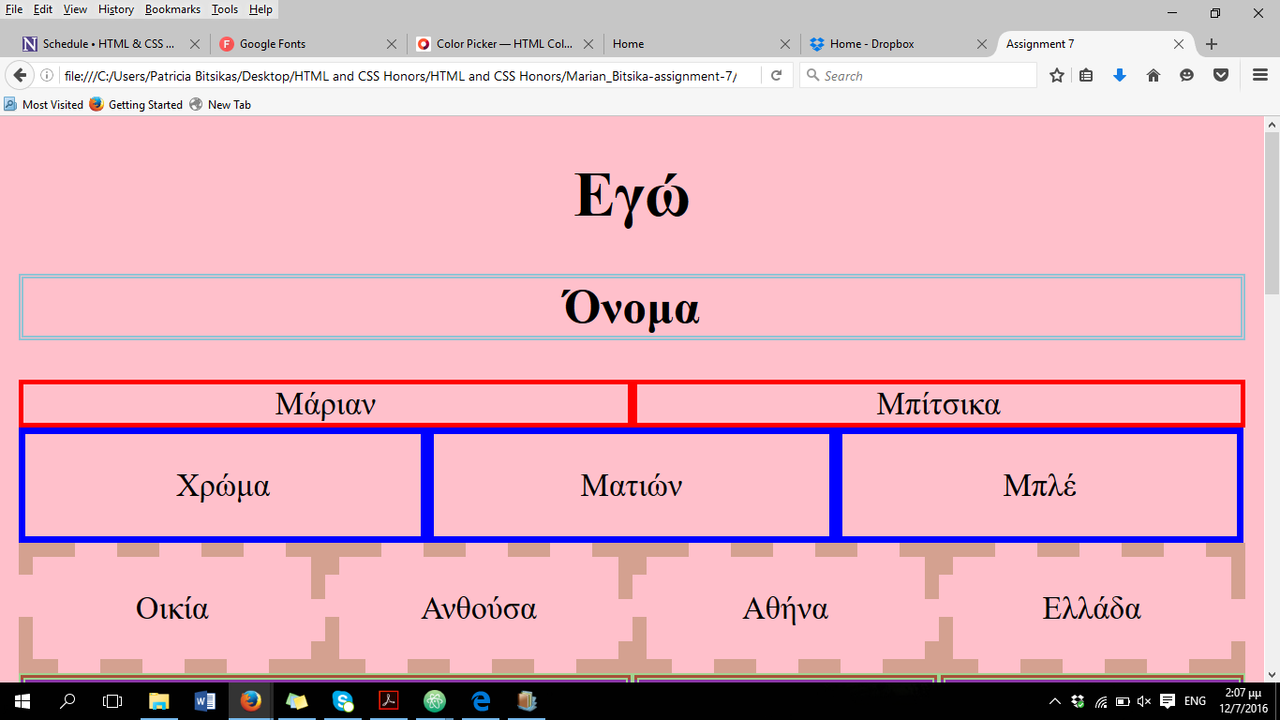 File Edit View History Bookmarks Tools Help
Schedule • HTML & CSS ... Google Fonts Color Picker — HTML Col... Home Home - Dropbox Assignment 7
file:///C:/Users/Patricia Bitsikas/Desktop/HTML and CSS Honors/HTML and CSS Honors/Marian_Bitsika-assignment-7/ Search
Most Visited Getting Started New Tab
Εγώ
Όνομα
Μάριαν Μπίτσικα
Χρώμα Ματιών Μπλέ
Οικία Ανθούσα Αθήνα Ελλάδα
ENG 2:07 μμ
12/7/2016